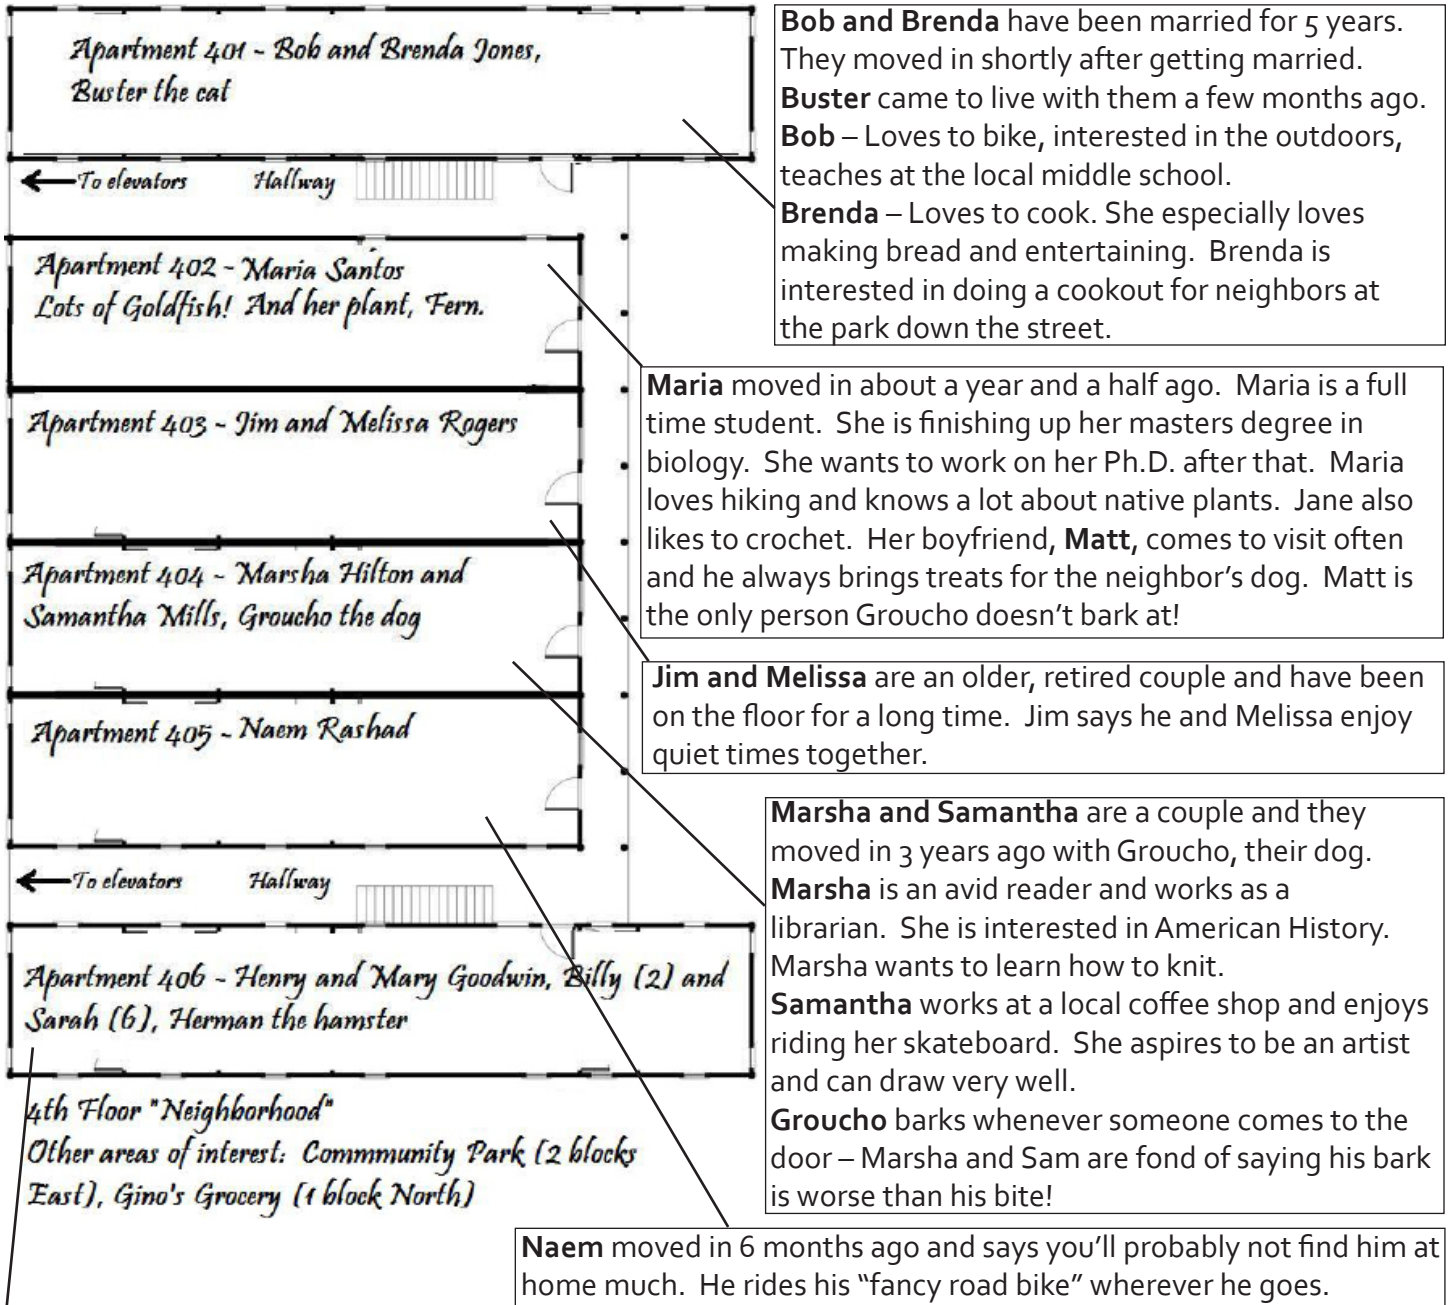 Apartment 401 - Bob and Brenda Jones,
Buster the cat
To elevators Hallway
Apartment 402 - Maria Santos
Lots of Goldfish! And her plant, Fern.
Apartment 403 - Jim and Melissa Rogers
Apartment 404 - Marsha Hilton and
Samantha Mills, Groucho the dog
Apartment 405 - Naem Rashad
To elevators Hallway
Apartment 406 - Henry and Mary Goodwin, Billy (2) and
Sarah (6), Herman the hamster
4th Floor "Neighborhood"
Other areas of interest: Commmunity Park (2 blocks
East), Gino's Grocery (1 block North)
Bob and Brenda have been married for 5 years.
They moved in shortly after getting married.
Buster came to live with them a few months ago.
Bob – Loves to bike, interested in the outdoors,
teaches at the local middle school.
Brenda – Loves to cook. She especially loves
making bread and entertaining. Brenda is
interested in doing a cookout for neighbors at
the park down the street.
Maria moved in about a year and a half ago. Maria is a full
time student. She is finishing up her masters degree in
biology. She wants to work on her Ph.D. after that. Maria
loves hiking and knows a lot about native plants. Jane also
likes to crochet. Her boyfriend, Matt, comes to visit often
and he always brings treats for the neighbor's dog. Matt is
the only person Groucho doesn't bark at!
Jim and Melissa are an older, retired couple and have been
on the floor for a long time. Jim says he and Melissa enjoy
quiet times together.
Marsha and Samantha are a couple and they
moved in 3 years ago with Groucho, their dog.
Marsha is an avid reader and works as a
librarian. She is interested in American History.
Marsha wants to learn how to knit.
Samantha works at a local coffee shop and enjoys
riding her skateboard. She aspires to be an artist
and can draw very well.
Groucho barks whenever someone comes to the
door – Marsha and Sam are fond of saying his bark
is worse than his bite!
Naem moved in 6 months ago and says you'll probably not find him at
home much. He rides his "fancy road bike" wherever he goes.